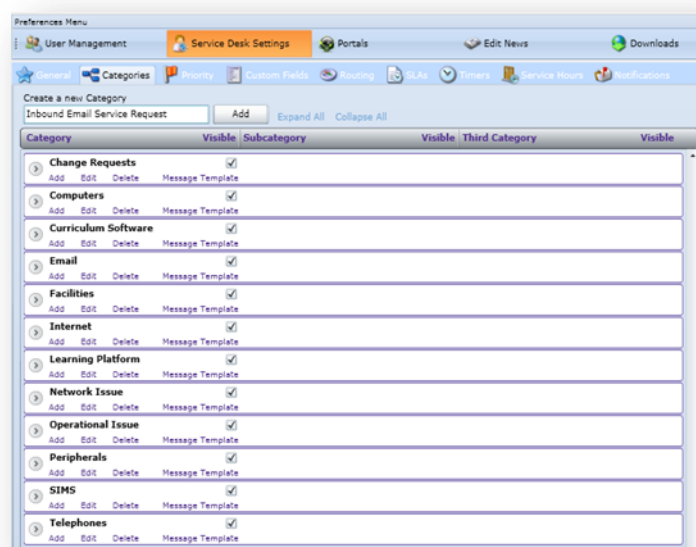 Preferences Menu
User Management Service Desk Settings Portals Edit News Downloads
General Categories Priority Custom Fields Routing SLAs Timers Service Hours Notifications
Create a new Category
Inbound Email Service Request Add Expand All Collapse All
Category Visible Subcategory Visible Third Category Visible
Change Requests
Add Edit Delete Message Template
Computers
Add Edit Delete Message Template
Curriculum Software
Add Edit Delete Message Template
Email
Add Edit Delete Message Template
Facilities
Add Edit Delete Message Template
Internet
Add Edit Delete Message Template
Learning Platform
Add Edit Delete Message Template
Network Issue
Add Edit Delete Message Template
Operational Issue
Add Edit Delete Message Template
Peripherals
Add Edit Delete Message Template
SIMS
Add Edit Delete Message Template
Telephones
Add Edit Delete Message Template